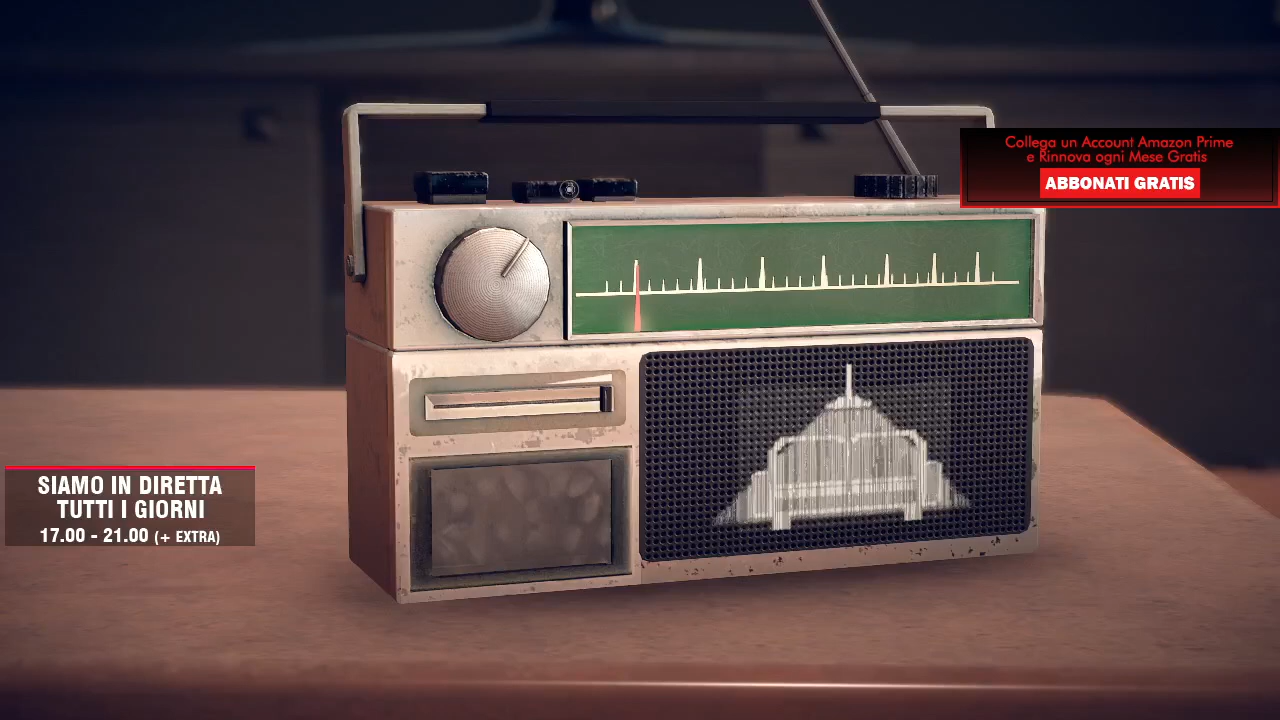 Collega un Account Amazon Prime
e Rinnova ogni Mese Gratis
ABBONATI GRATIS
SIAMO IN DIRETTA
TUTTI I GIORNI
17.00 - 21.00 (+ EXTRA)